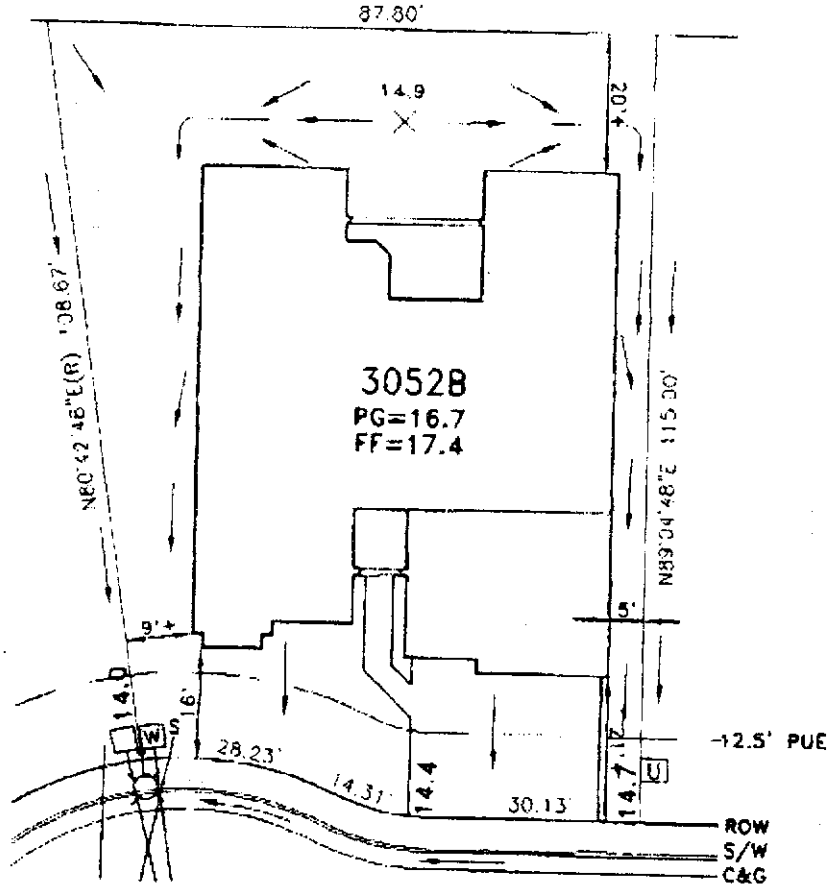 87.80'
14.9
20'+
N80°42'48"E(R) 108.67'
3052B
PG=16.7
FF=17.4
N89°04'48"E 115.00'
5'
9'+
14.0
16'
W
S
28.23'
14.31'
14.4
30.13'
14.7
U
12.5' PUE
ROW
S/W
C&G